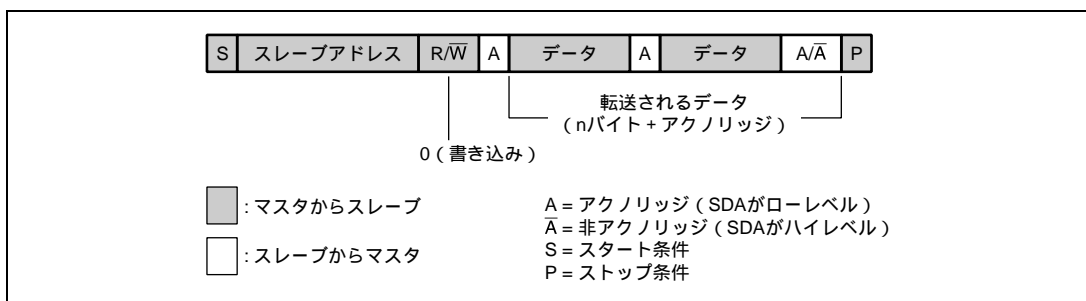 S スレーブアドレス R/W̅ A データ A データ A/A̅ P
転送されるデータ
(nバイト + アクノリッジ)
0(書き込み)
: マスタからスレーブ
: スレーブからマスタ
A = アクノリッジ(SDAがローレベル)
A̅ = 非アクノリッジ(SDAがハイレベル)
S = スタート条件
P = ストップ条件